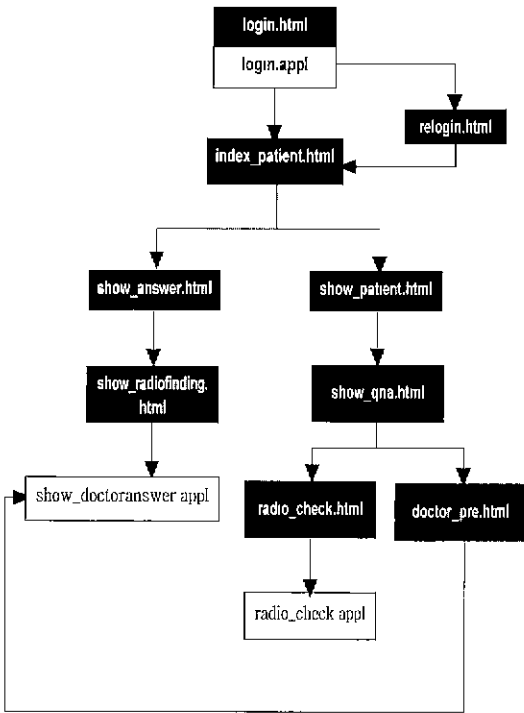 login.html
login.appl
relogin.html
index_patient.html
show_answer.html
show_patient.html
show_radiofinding.
html
show_qna.html
show_doctoranswer appl
radio_check.html
doctor_pre.html
radio_check appl